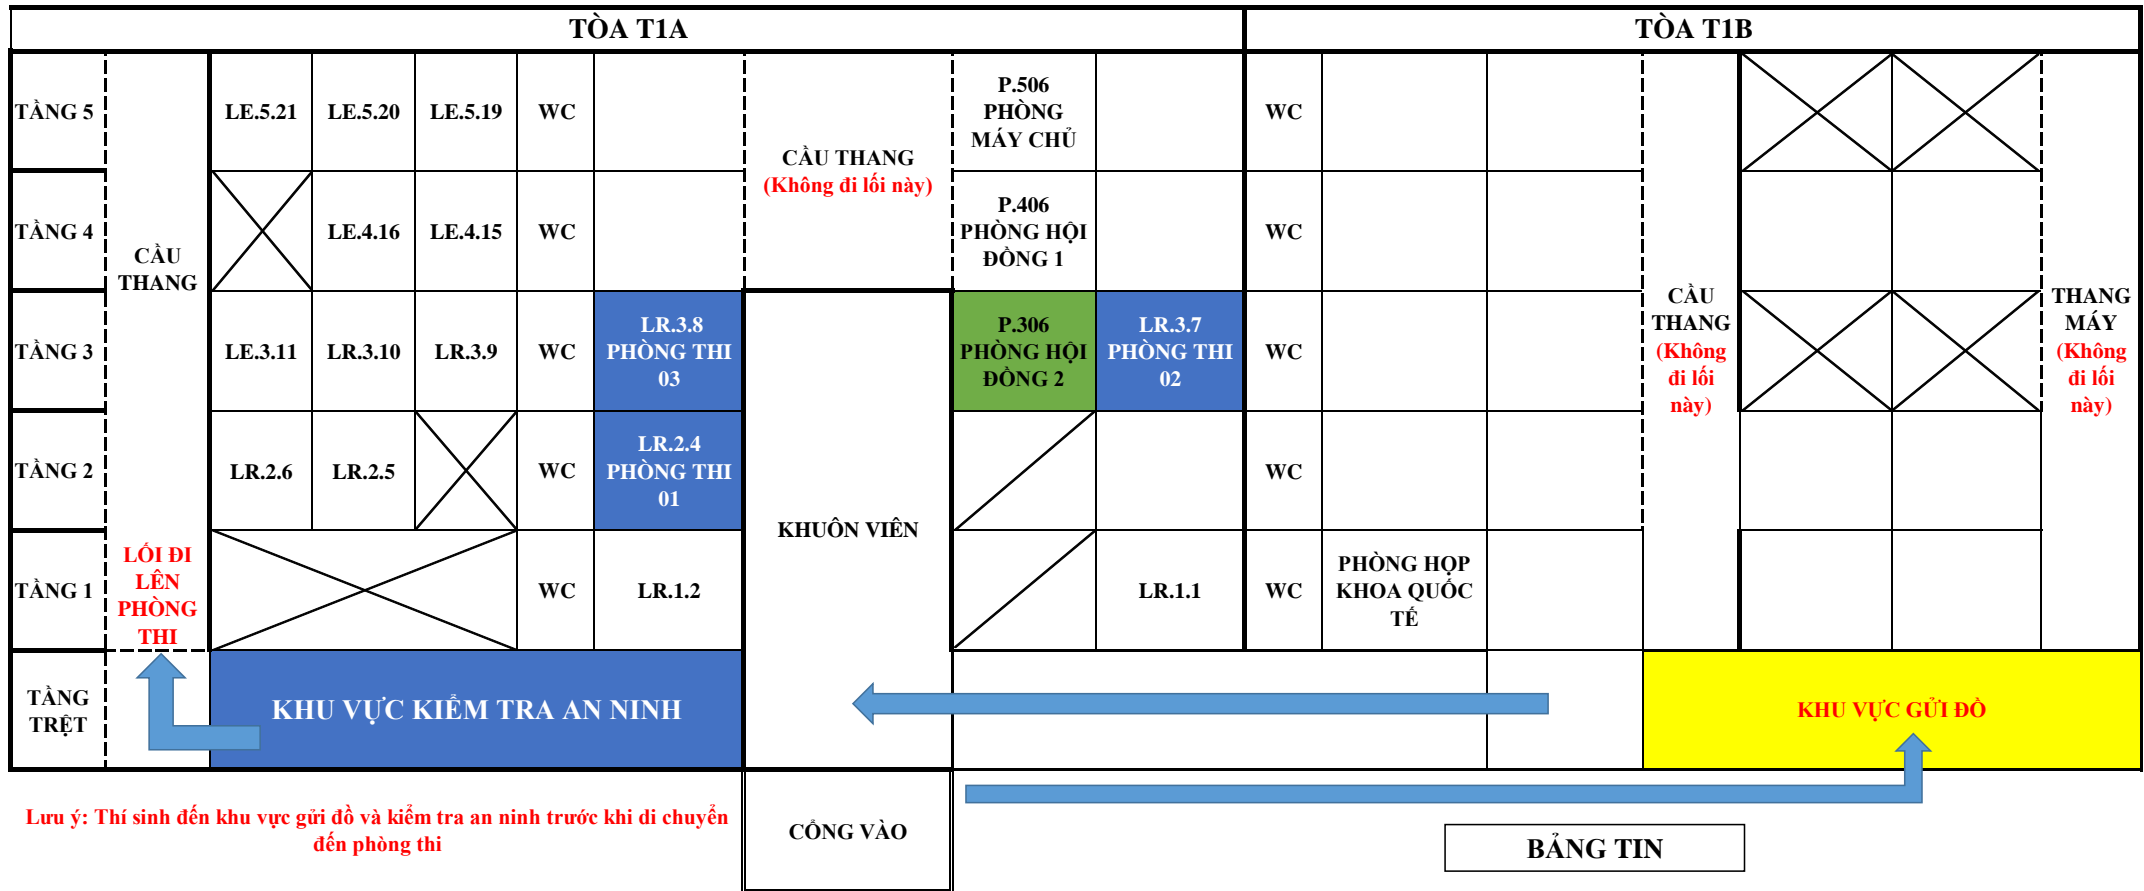 TÒA T1A
TÒA T1B
TẦNG 5
LE.5.21
LE.5.20
LE.5.19
WC
P.506
PHÒNG
MÁY CHỦ
WC
CẦU THANG
(Không đi lối này)
TẦNG 4
LE.4.16
LE.4.15
WC
P.406
PHÒNG HỘI
ĐỒNG 1
WC
CẦU
THANG
TẦNG 3
LE.3.11
LR.3.10
LR.3.9
WC
LR.3.8
PHÒNG THI
03
P.306
PHÒNG HỘI
ĐỒNG 2
LR.3.7
PHÒNG THI
02
WC
CẦU
THANG
(Không
đi lối
này)
THANG
MÁY
(Không
đi lối
này)
TẦNG 2
LR.2.6
LR.2.5
WC
LR.2.4
PHÒNG THI
01
WC
KHUÔN VIÊN
TẦNG 1
LỐI ĐI
LÊN
PHÒNG
THI
WC
LR.1.2
LR.1.1
WC
PHÒNG HỌP
KHOA QUỐC
TẾ
TẦNG
TRỆT
KHU VỰC KIỂM TRA AN NINH
KHU VỰC GỬI ĐỒ
Lưu ý: Thí sinh đến khu vực gửi đồ và kiểm tra an ninh trước khi di chuyển
đến phòng thi
CỔNG VÀO
BẢNG TIN